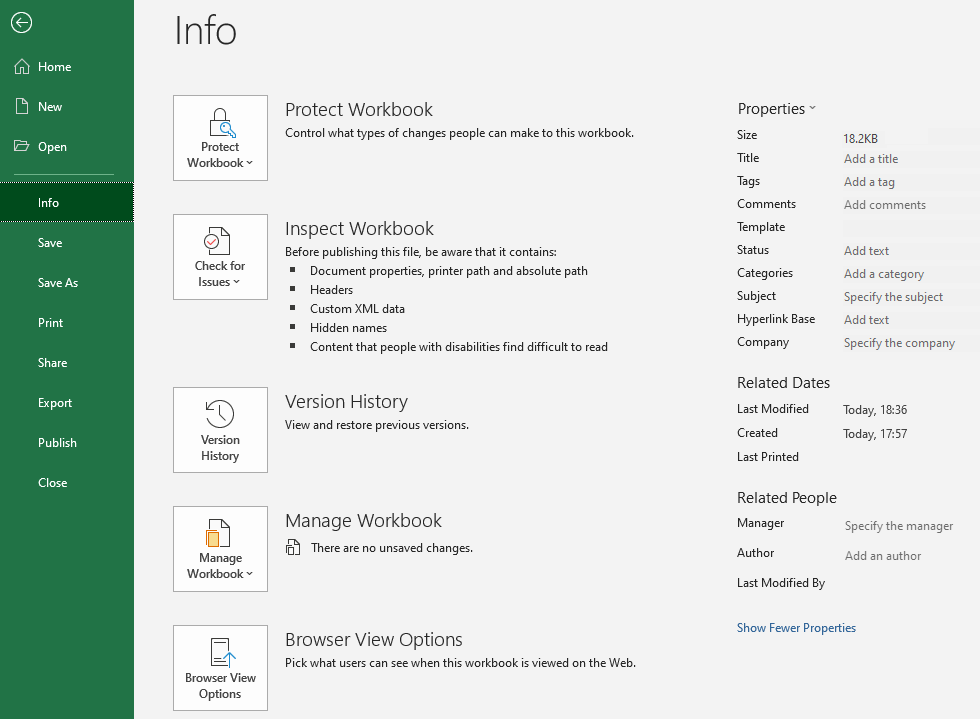 Info
Home
New
Open
Info
Save
Save As
Print
Share
Export
Publish
Close
Protect
Workbook
Protect Workbook
Control what types of changes people can make to this workbook.
Check for
Issues
Inspect Workbook
Before publishing this file, be aware that it contains:
Document properties, printer path and absolute path
Headers
Custom XML data
Hidden names
Content that people with disabilities find difficult to read
Version
History
Version History
View and restore previous versions.
Manage
Workbook
Manage Workbook
There are no unsaved changes.
Browser View
Options
Browser View Options
Pick what users can see when this workbook is viewed on the Web.
Properties
Size 18.2KB
Title Add a title
Tags Add a tag
Comments Add comments
Template
Status Add text
Categories Add a category
Subject Specify the subject
Hyperlink Base Add text
Company Specify the company
Related Dates
Last Modified Today, 18:36
Created Today, 17:57
Last Printed
Related People
Manager Specify the manager
Author Add an author
Last Modified By
Show Fewer Properties